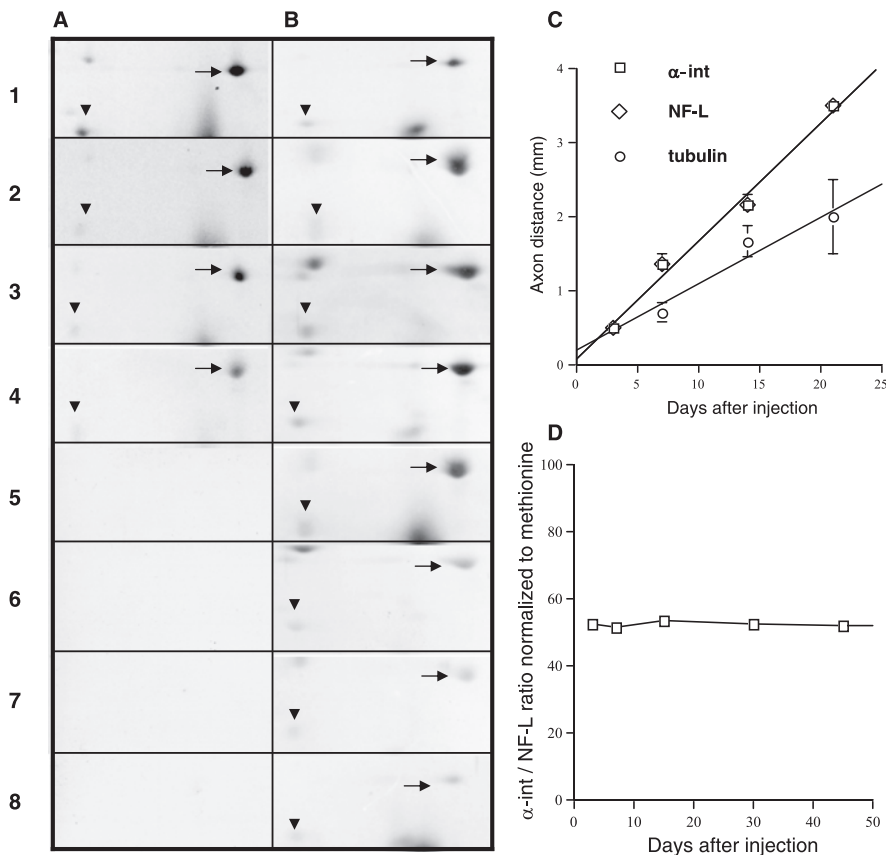 A
B
1
2
3
4
5
6
7
8
C
4
3
2
1
0
0 5 10 15 20 25
Axon distance (mm)
Days after injection
α-int
NF-L
tubulin
D
100
80
60
40
20
0
0 10 20 30 40 50
α-int / NF-L ratio normalized to methionine
Days after injection